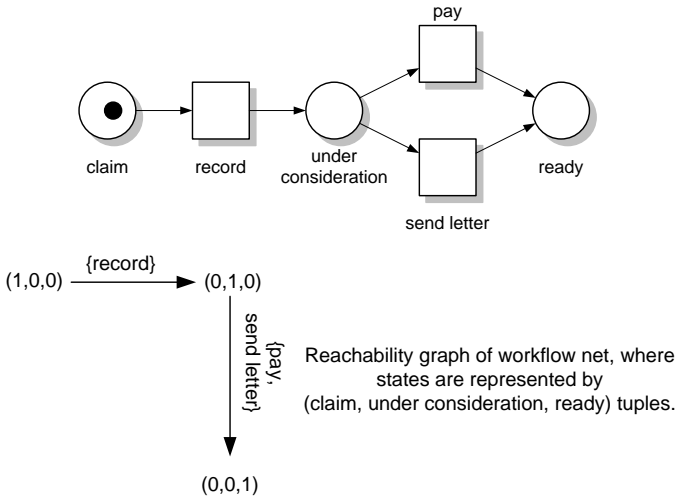 pay
claim
record
under
consideration
ready
send letter
(1,0,0)
{record}
(0,1,0)
{pay,
send letter}
Reachability graph of workflow net, where
states are represented by
(claim, under consideration, ready) tuples.
(0,0,1)